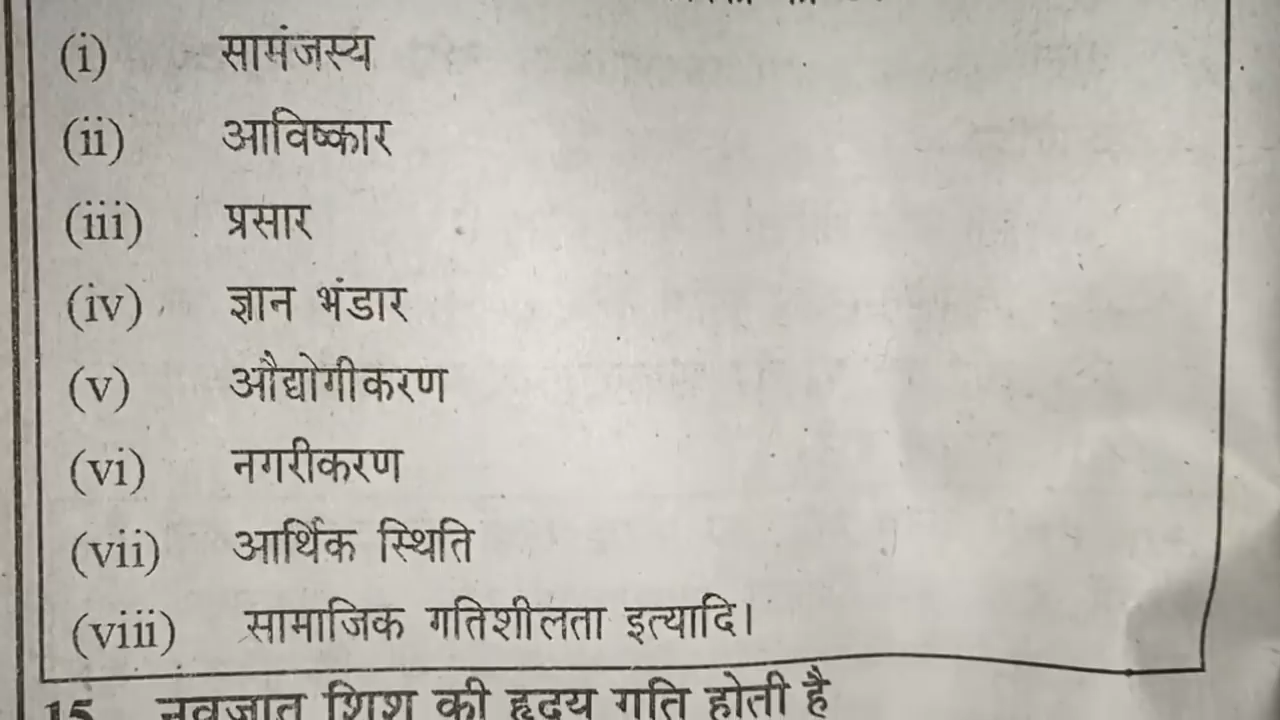 (i) सामंजस्य
(ii) आविष्कार
(iii) प्रसार
(iv) ज्ञान भंडार
(v) औद्योगीकरण
(vi) नगरीकरण
(vii) आर्थिक स्थिति
(viii) सामाजिक गतिशीलता इत्यादि।
15. नवजात शिशु की हृदय गति होती है